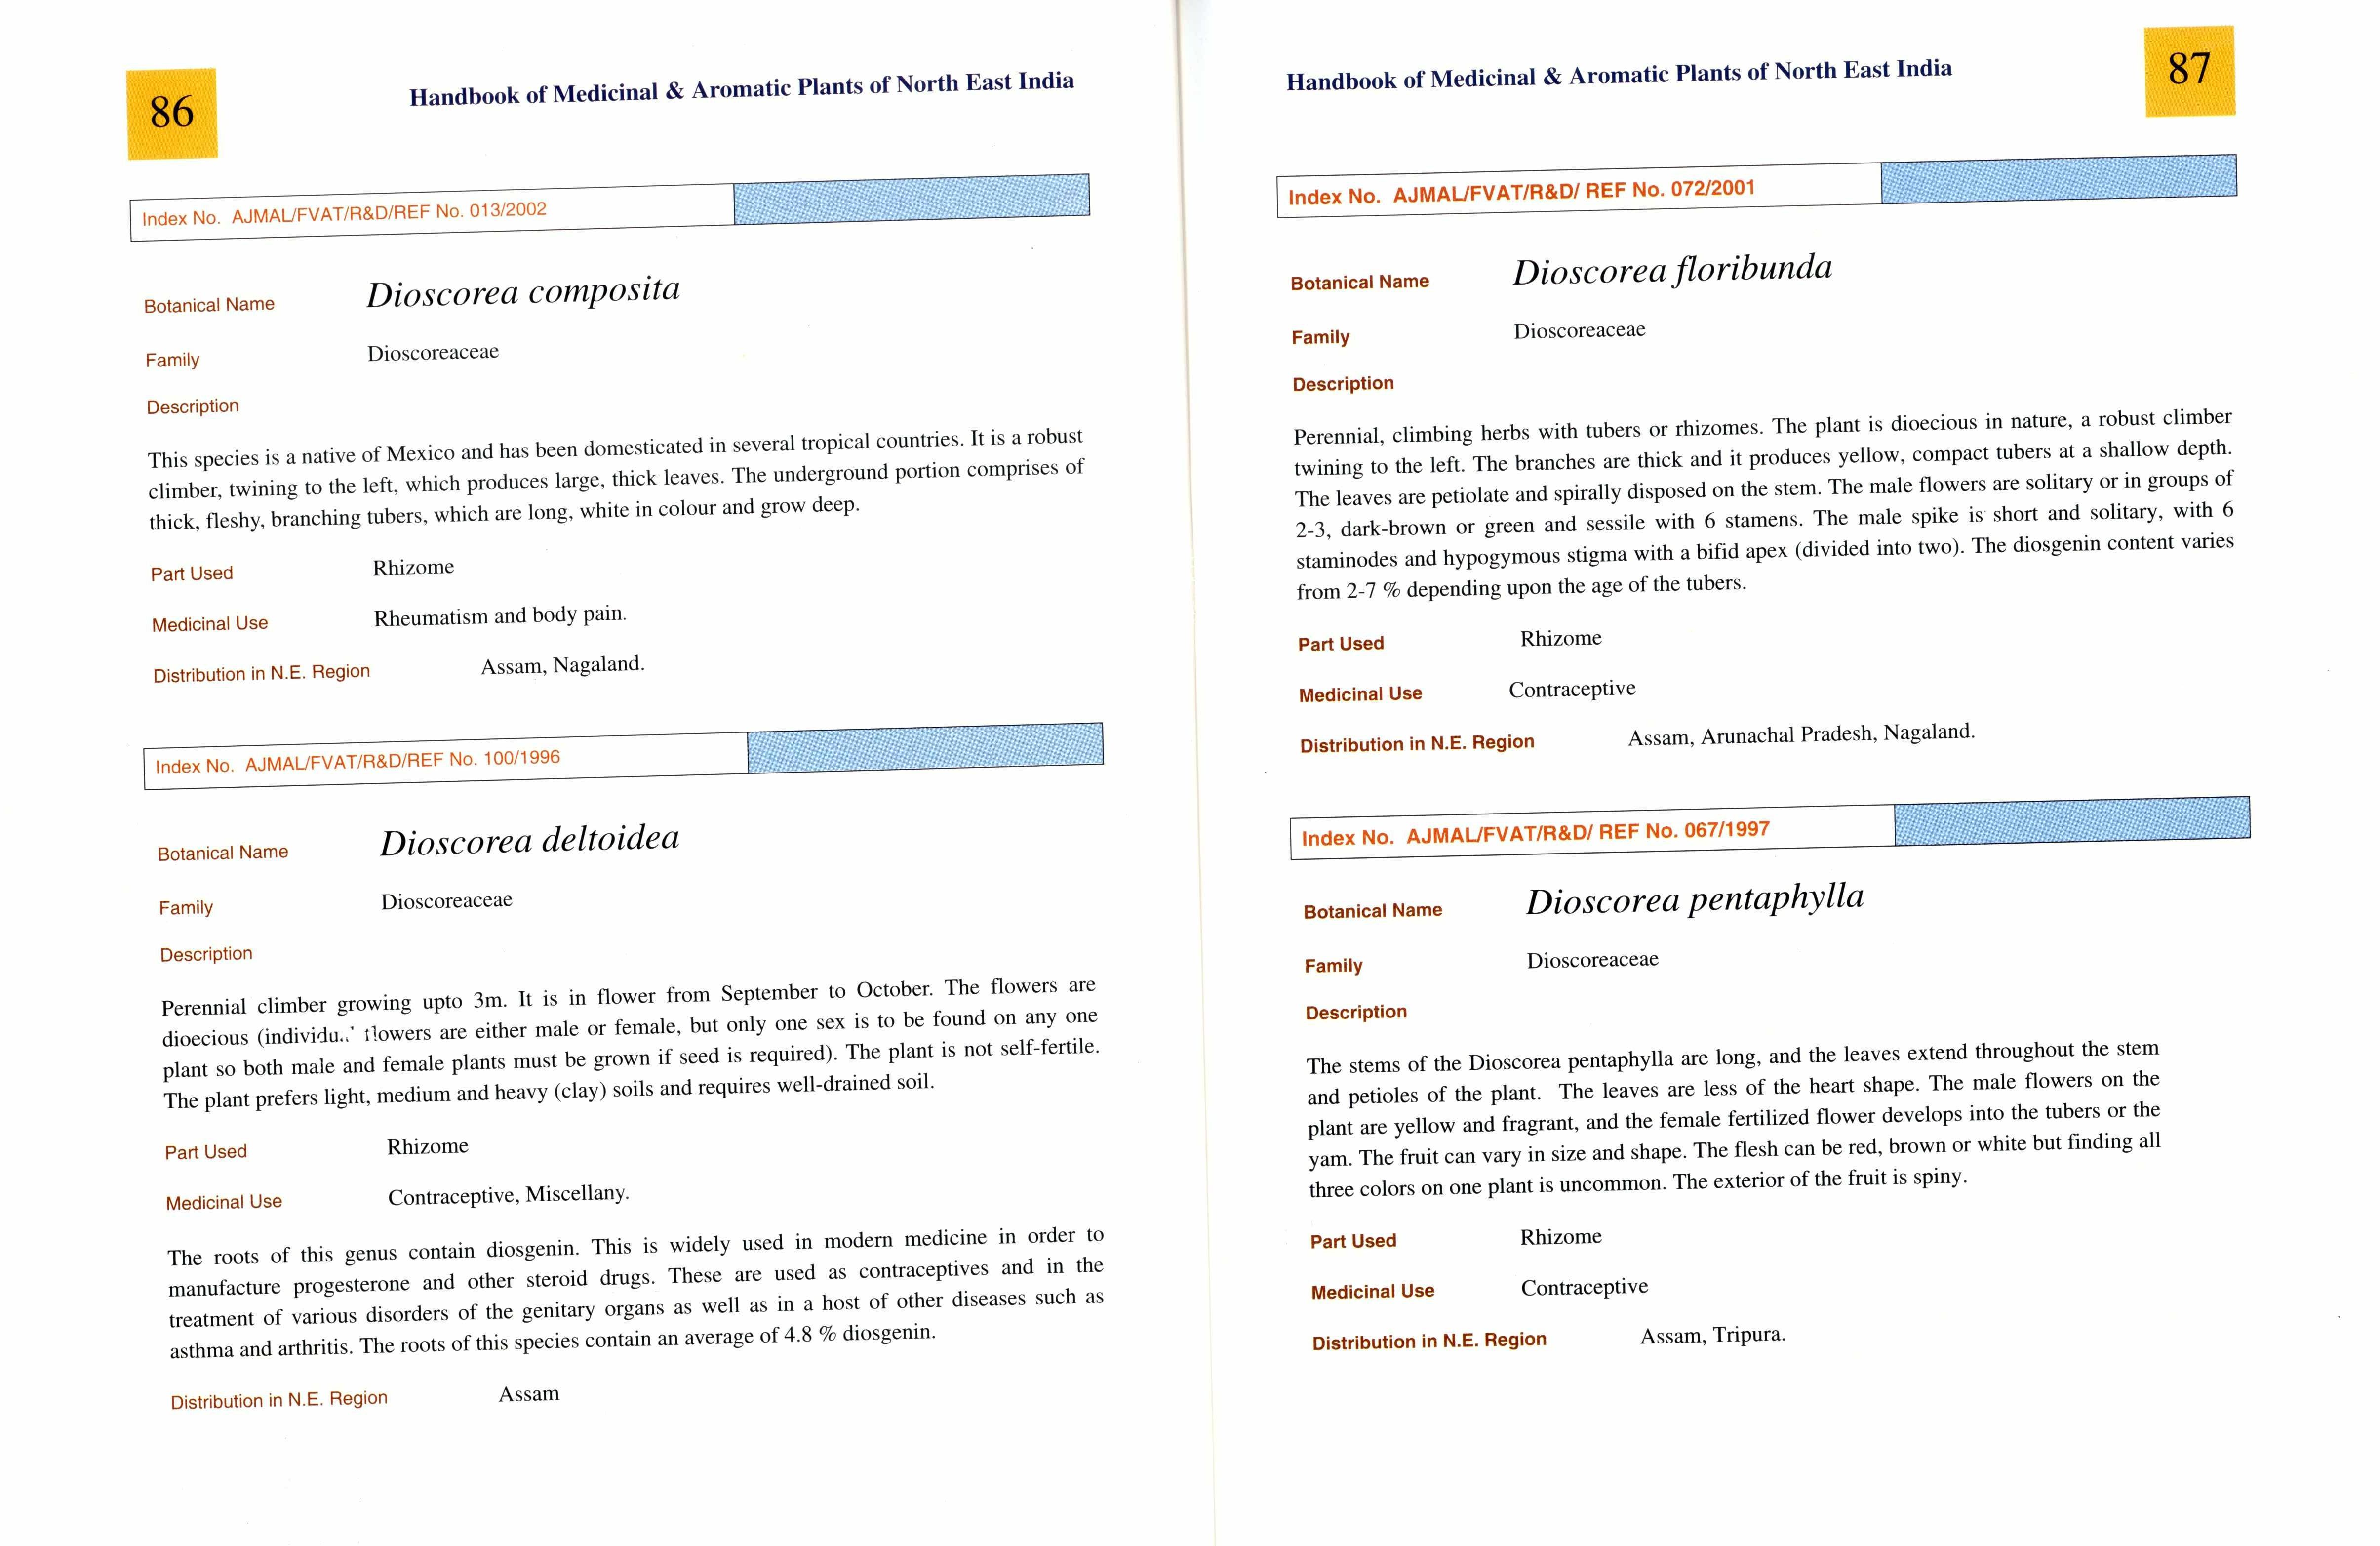 86
Handbook of Medicinal & Aromatic Plants of North East India
Index No. AJMAL/FVAT/R&D/REF No. 013/2002
Botanical Name Dioscorea composita
Family Dioscoreaceae
Description
This species is a native of Mexico and has been domesticated in several tropical countries. It is a robust
climber, twining to the left, which produces large, thick leaves. The underground portion comprises of
thick, fleshy, branching tubers, which are long, white in colour and grow deep.
Part Used Rhizome
Medicinal Use Rheumatism and body pain.
Distribution in N.E. Region Assam, Nagaland.
Index No. AJMAL/FVAT/R&D/REF No. 100/1996
Botanical Name Dioscorea deltoidea
Family Dioscoreaceae
Description
Perennial climber growing upto 3m. It is in flower from September to October. The flowers are
dioecious ( flowers are either male or female, but only one sex is to be found on any one
plant so both male and female plants must be grown if seed is required). The plant is not self-fertile.
The plant prefers light, medium and heavy (clay) soils and requires well-drained soil.
Part Used Rhizome
Medicinal Use Contraceptive, Miscellany.
The roots of this genus contain diosgenin. This is widely used in modern medicine in order to
manufacture progesterone and other steroid drugs. These are used as contraceptives and in the
treatment of various disorders of the genitary organs as well as in a host of other diseases such as
asthma and arthritis. The roots of this species contain an average of 4.8 % diosgenin.
Distribution in N.E. Region Assam
Handbook of Medicinal & Aromatic Plants of North East India
87
Index No. AJMAL/FVAT/R&D/ REF No. 072/2001
Botanical Name Dioscorea floribunda
Family Dioscoreaceae
Description
Perennial, climbing herbs with tubers or rhizomes. The plant is dioecious in nature, a robust climber
twining to the left. The branches are thick and it produces yellow, compact tubers at a shallow depth.
The leaves are petiolate and spirally disposed on the stem. The male flowers are solitary or in groups of
2-3, dark-brown or green and sessile with 6 stamens. The male spike is short and solitary, with 6
staminodes and hypogymous stigma with a bifid apex (divided into two). The diosgenin content varies
from 2-7 % depending upon the age of the tubers.
Part Used Rhizome
Medicinal Use Contraceptive
Distribution in N.E. Region Assam, Arunachal Pradesh, Nagaland.
Index No. AJMAL/FVAT/R&D/ REF No. 067/1997
Botanical Name Dioscorea pentaphylla
Family Dioscoreaceae
Description
The stems of the Dioscorea pentaphylla are long, and the leaves extend throughout the stem
and petioles of the plant. The leaves are less of the heart shape. The male flowers on the
plant are yellow and fragrant, and the female fertilized flower develops into the tubers or the
yam. The fruit can vary in size and shape. The flesh can be red, brown or white but finding all
three colors on one plant is uncommon. The exterior of the fruit is spiny.
Part Used Rhizome
Medicinal Use Contraceptive
Distribution in N.E. Region Assam, Tripura.